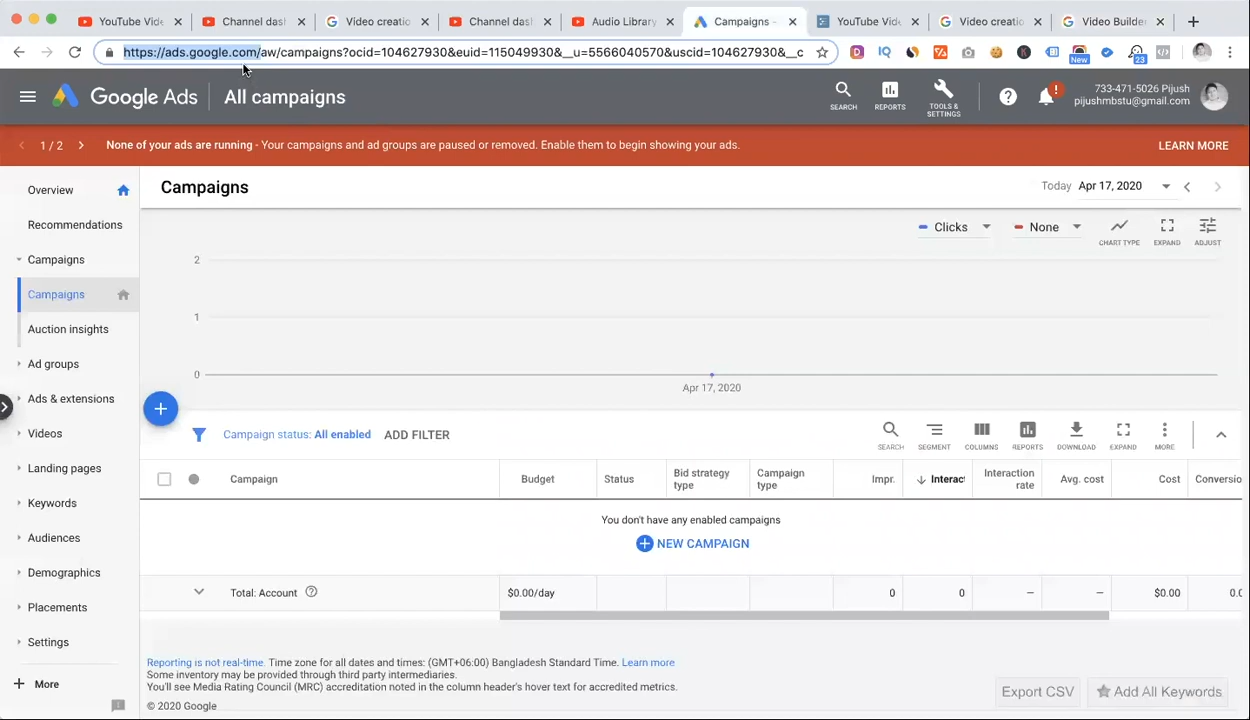 YouTube Vide
Channel dash
Video creatio
Channel dash
Audio Library
Campaigns -
YouTube Vide
Video creatio
Video Builde
https://ads.google.com/aw/campaigns?ocid=104627930&euid=115049930&__u=5566040570&uscid=104627930&__c
New
23
Google Ads
All campaigns
SEARCH
REPORTS
TOOLS &
SETTINGS
?
!
733-471-5026 Pijush
pijushmbstu@gmail.com
1 / 2
None of your ads are running - Your campaigns and ad groups are paused or removed. Enable them to begin showing your ads.
LEARN MORE
Overview
Recommendations
Campaigns
Campaigns
Auction insights
Ad groups
Ads & extensions
Videos
Landing pages
Keywords
Audiences
Demographics
Placements
Settings
More
Campaigns
Today Apr 17, 2020
Clicks
None
CHART TYPE
EXPAND
ADJUST
2
1
0
Apr 17, 2020
Campaign status: All enabled
ADD FILTER
SEARCH
SEGMENT
COLUMNS
REPORTS
DOWNLOAD
EXPAND
MORE
Campaign
Budget
Status
Bid strategy
type
Campaign
type
Impr.
Interact
Interaction
rate
Avg. cost
Cost
Conversio
You don't have any enabled campaigns
NEW CAMPAIGN
Total: Account
$0.00/day
0
0
–
–
$0.00
0.0
Reporting is not real-time. Time zone for all dates and times: (GMT+06:00) Bangladesh Standard Time. Learn more
Some inventory may be provided through third party intermediaries.
You'll see Media Rating Council (MRC) accreditation noted in the column header's hover text for accredited metrics.
© 2020 Google
Export CSV
Add All Keywords